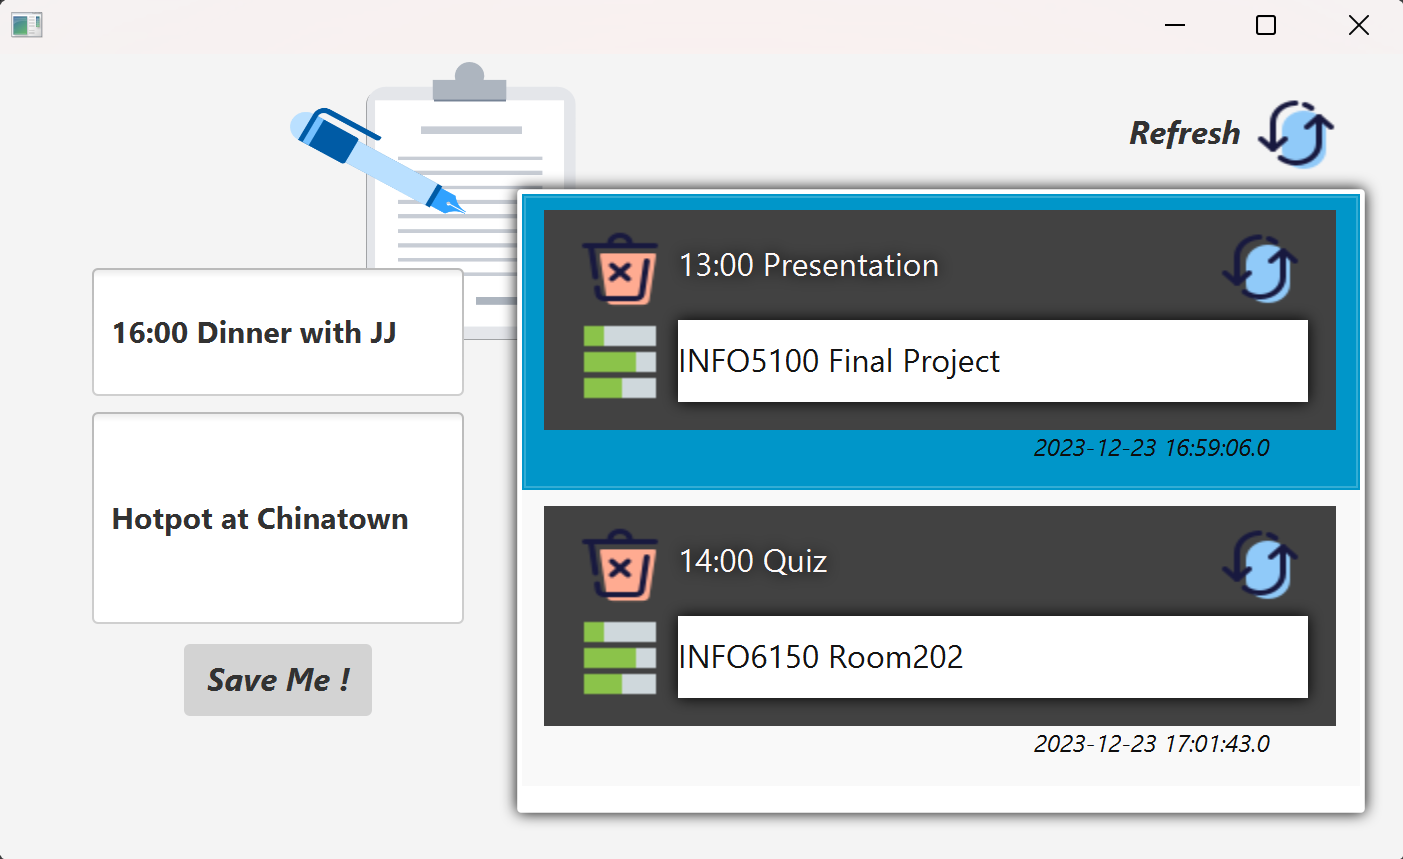 Refresh
16:00 Dinner with JJ
Hotpot at Chinatown
Save Me !
13:00 Presentation
INFO5100 Final Project
2023-12-23 16:59:06.0
14:00 Quiz
INFO6150 Room202
2023-12-23 17:01:43.0